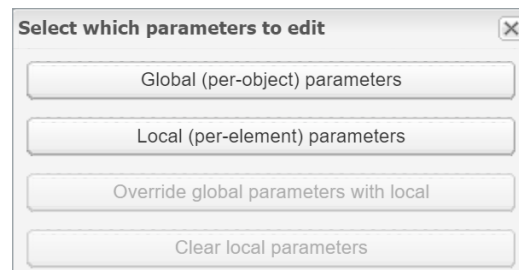 Select which parameters to edit
Global (per-object) parameters
Local (per-element) parameters
Override global parameters with local
Clear local parameters